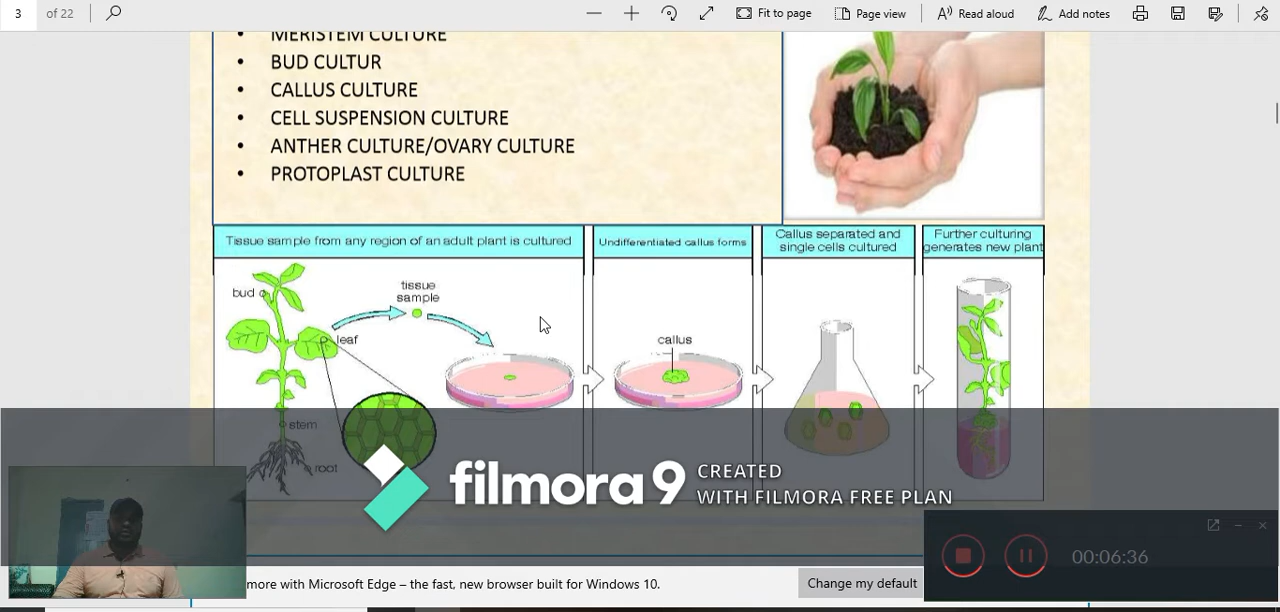 3 of 22 Fit to page Page view Read aloud Add notes
MERISTEM CULTURE
BUD CULTUR
CALLUS CULTURE
CELL SUSPENSION CULTURE
ANTHER CULTURE/OVARY CULTURE
PROTOPLAST CULTURE
Tissue sample from any region of an adult plant is cultured
Undifferentiated callus forms
Callus separated and
single cells cultured
Further culturing
generates new plant
bud
tissue
sample
leaf
callus
stem
root
filmora 9
CREATED
WITH FILMORA FREE PLAN
00:06:36
more with Microsoft Edge – the fast, new browser built for Windows 10.
Change my default